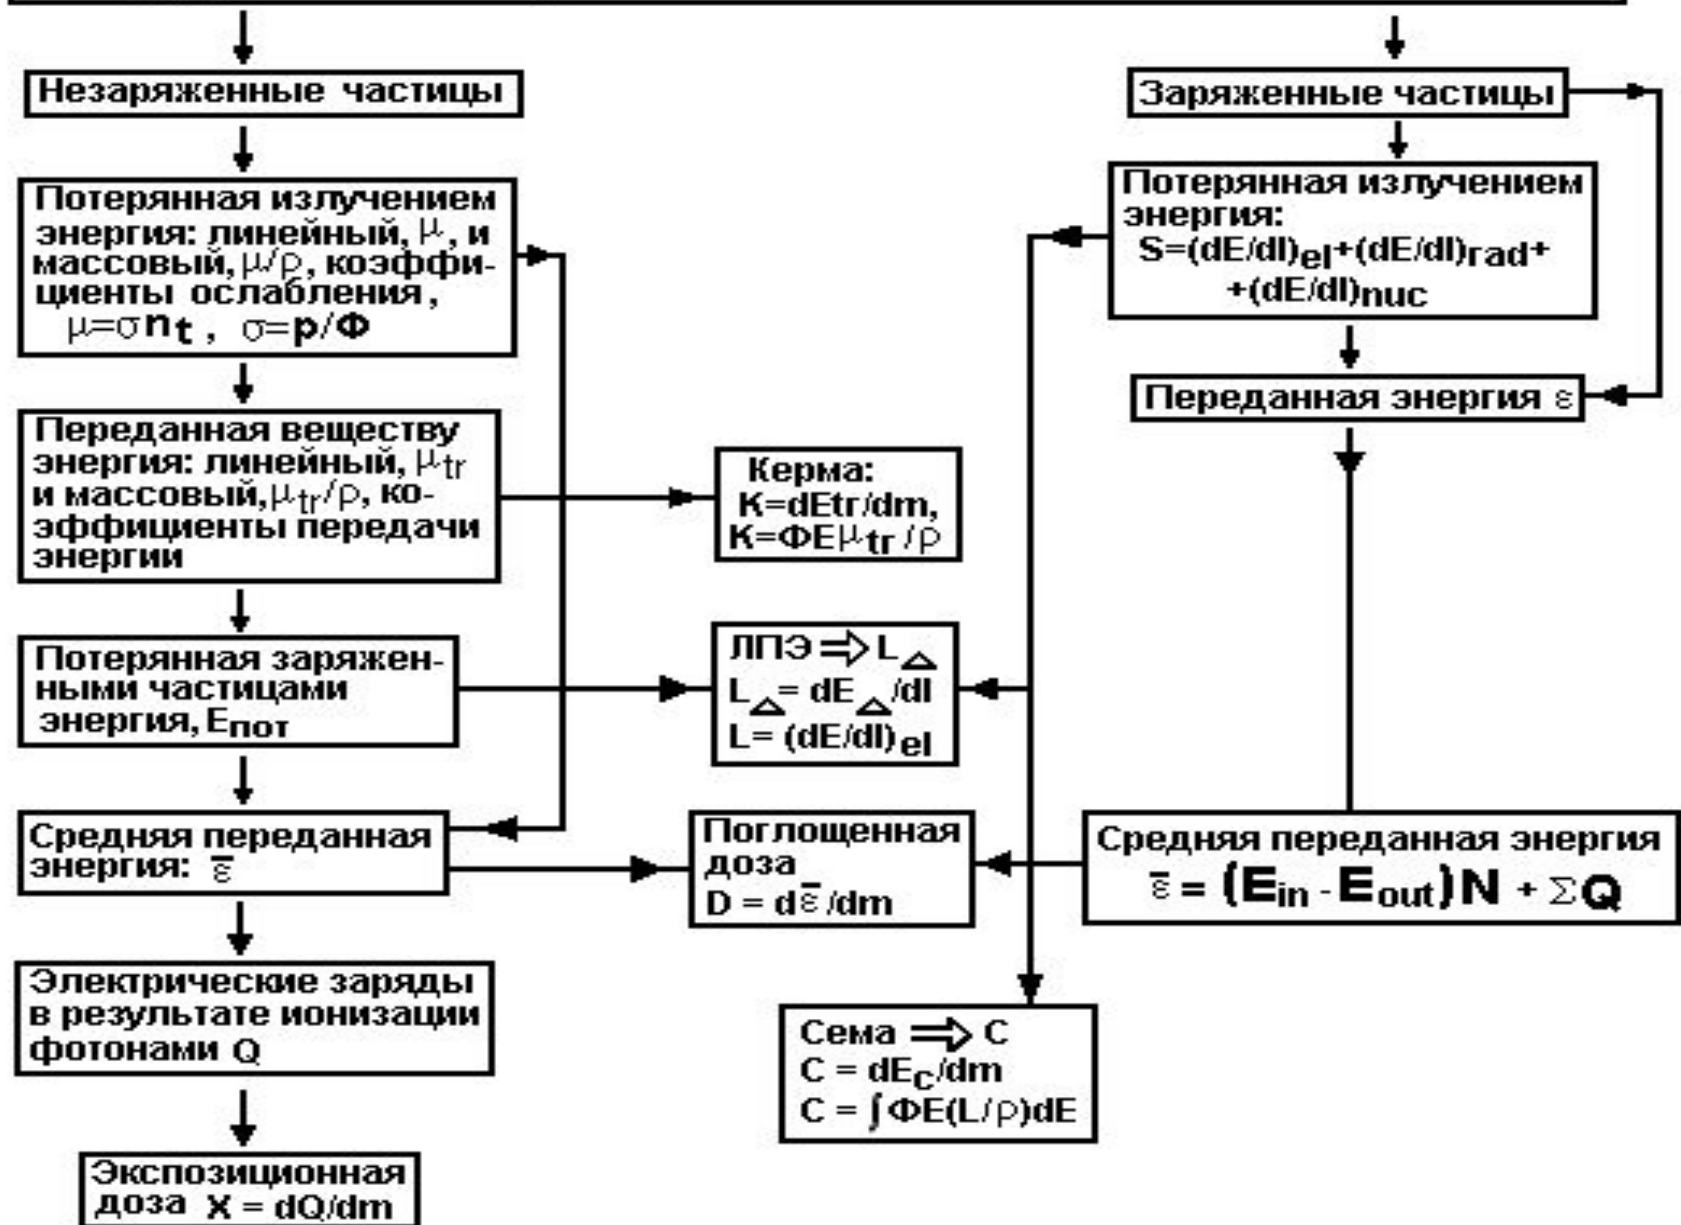 Незаряженные частицы
Потерянная излучением
энергия: линейный, μ, и
массовый, μ/ρ, коэффи-
циенты ослабления,
μ=σnt , σ=p/Φ
Переданная веществу
энергия: линейный, μtr
и массовый, μtr/ρ, ко-
эффициенты передачи
энергии
Потерянная заряжен-
ными частицами
энергия, Eпот
Средняя переданная
энергия: ε̅
Электрические заряды
в результате ионизации
фотонами Q
Экспозиционная
доза X = dQ/dm
Керма:
K=dEtr/dm,
K=ΦEμtr /ρ
ЛПЭ ⇒ L△
L△= dE△/dl
L= (dE/dl)el
Поглощенная
доза
D = dε̅/dm
Сема ⇒ C
C = dEc/dm
C = ∫ΦE(L/ρ)dE
Заряженные частицы
Потерянная излучением
энергия:
S=(dE/dl)el+(dE/dl)rad+
+(dE/dl)nuc
Переданная энергия ε
Средняя переданная энергия
ε̅ = (Ein - Eout)N + ΣQ